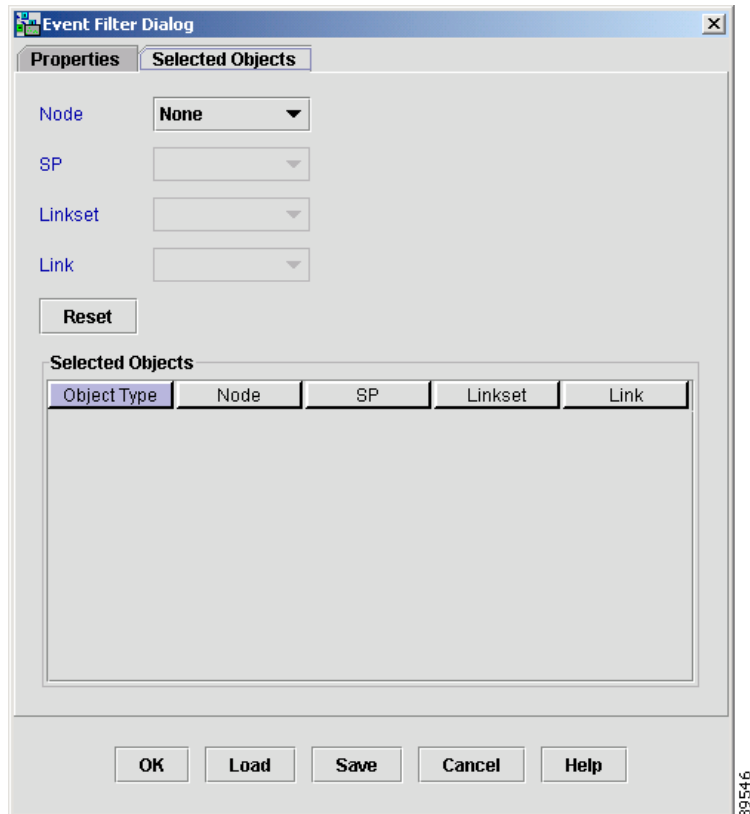 Event Filter Dialog
Properties Selected Objects
Node None
SP
Linkset
Link
Reset
Selected Objects
Object Type Node SP Linkset Link
OK Load Save Cancel Help